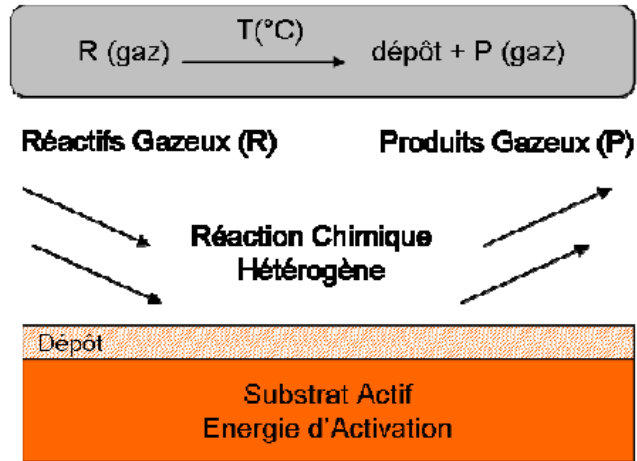 R (gaz) T(°C) dépôt + P (gaz)
Réactifs Gazeux (R) Produits Gazeux (P)
Réaction Chimique
Hétérogène
Dépôt
Substrat Actif
Energie d'Activation